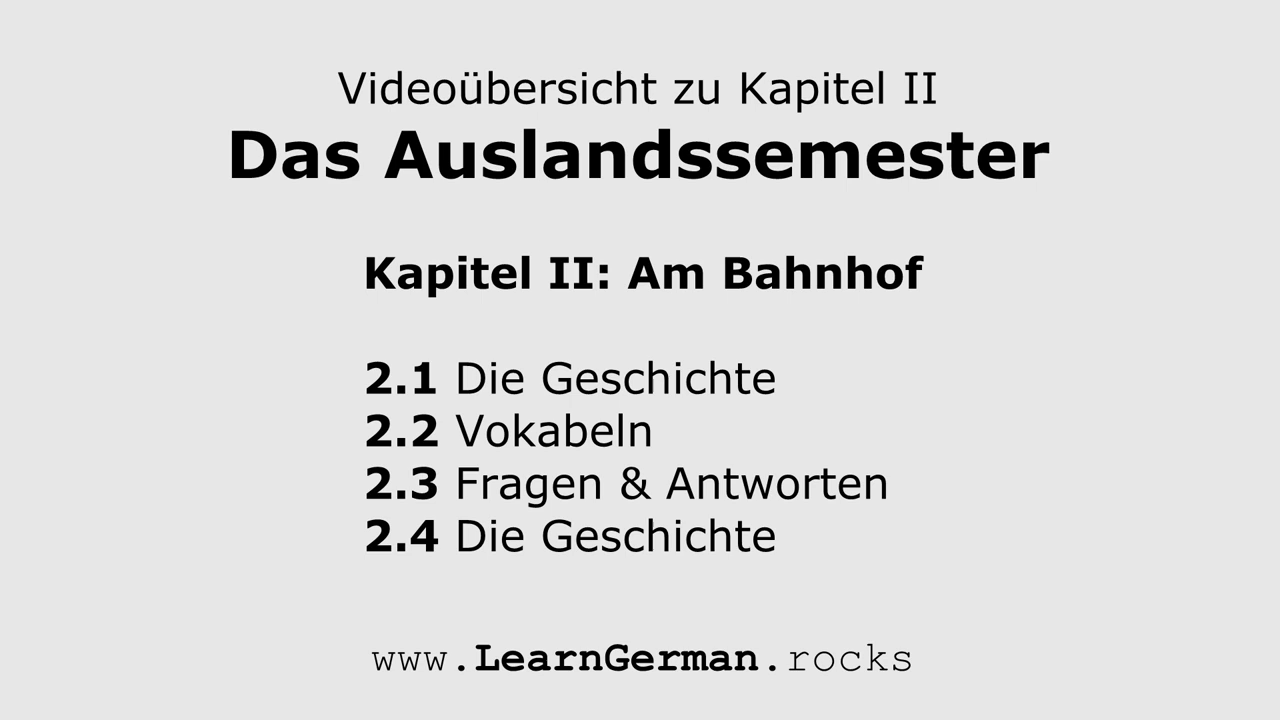 Videoübersicht zu Kapitel II
Das Auslandssemester
Kapitel II: Am Bahnhof
2.1 Die Geschichte
2.2 Vokabeln
2.3 Fragen & Antworten
2.4 Die Geschichte
www.LearnGerman.rocks